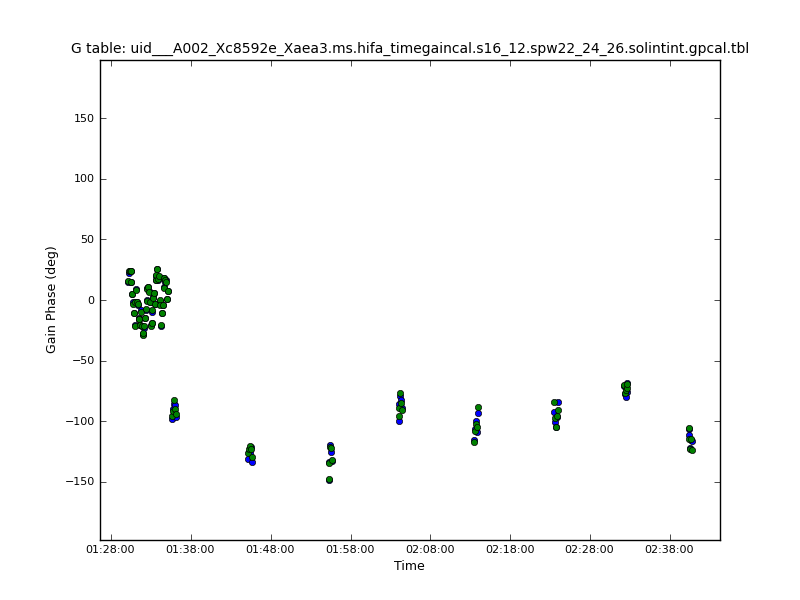 G table: uid___A002_Xc8592e_Xaea3.ms.hifa_timegaincal.s16_12.spw22_24_26.solintint.gpcal.tbl
Gain Phase (deg)
150
100
50
0
−50
−100
−150
01:28:00 01:38:00 01:48:00 01:58:00 02:08:00 02:18:00 02:28:00 02:38:00
Time